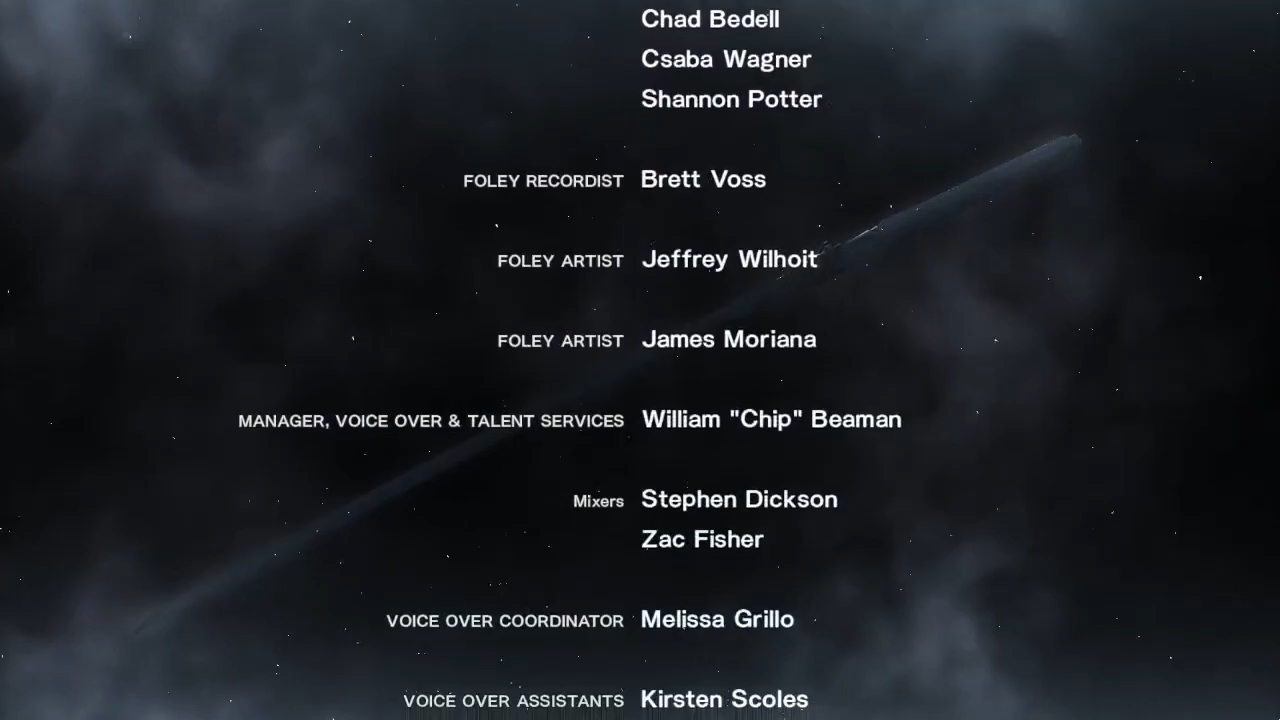 Chad Bedell
Csaba Wagner
Shannon Potter
FOLEY RECORDIST Brett Voss
FOLEY ARTIST Jeffrey Wilhoit
FOLEY ARTIST James Moriana
MANAGER, VOICE OVER & TALENT SERVICES William "Chip" Beaman
Mixers Stephen Dickson
Zac Fisher
VOICE OVER COORDINATOR Melissa Grillo
VOICE OVER ASSISTANTS Kirsten Scoles